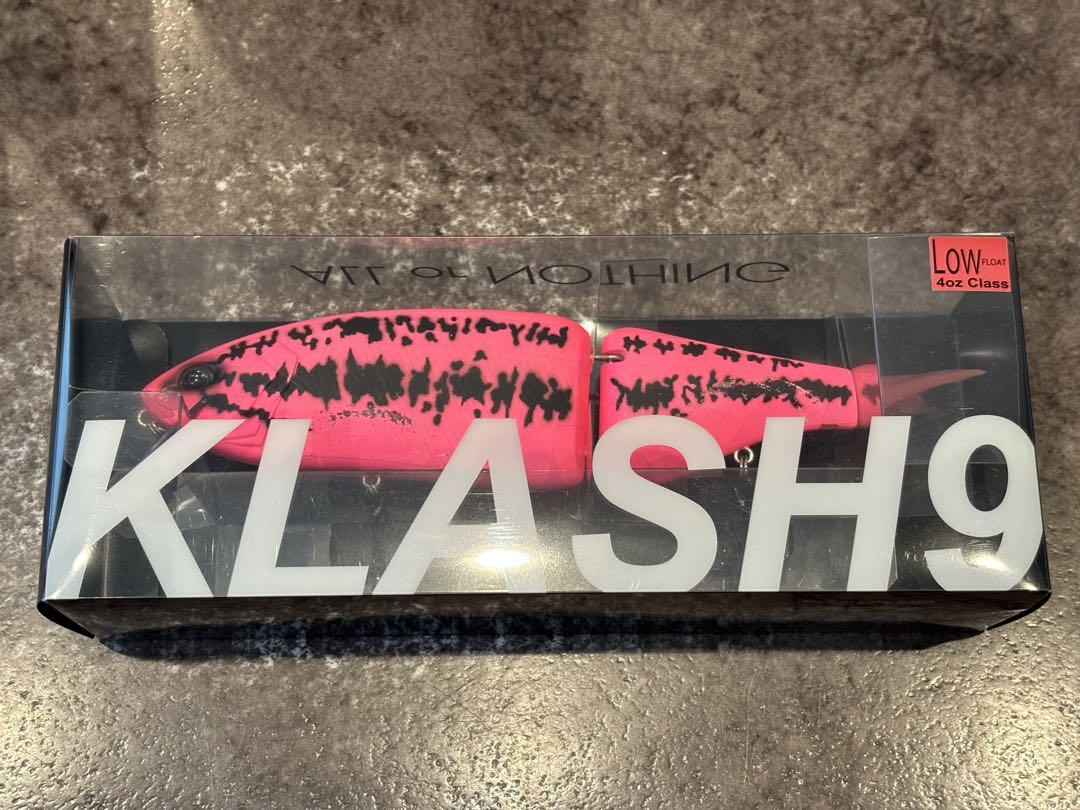 ALL or NOTHING
LOW FLOAT
4oz Class
KLASH9